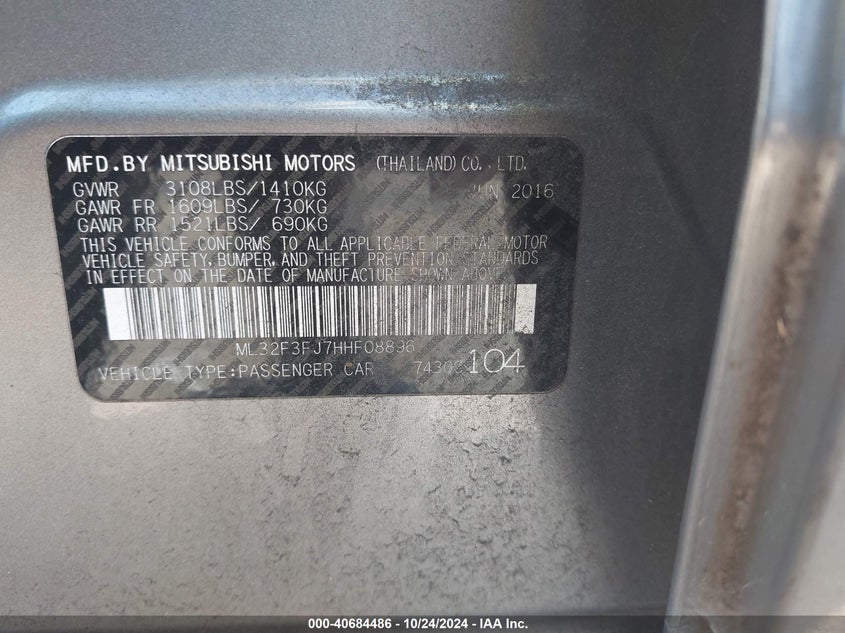 MFD.BY MITSUBISHI MOTORS (THAILAND) CO., LTD.
GVWR 3108LBS/1410KG JUN 2016
GAWR FR 1609LBS/ 730KG
GAWR RR 1521LBS/ 690KG
THIS VEHICLE CONFORMS TO ALL APPLICABLE FEDERAL MOTOR
VEHICLE SAFETY, BUMPER, AND THEFT PREVENTION STANDARDS
IN EFFECT ON THE DATE OF MANUFACTURE SHOWN ABOVE.
ML32F3FJ7HHF08896
VEHICLE TYPE:PASSENGER CAR 104
000-40684486 - 10/24/2024 - IAA Inc.